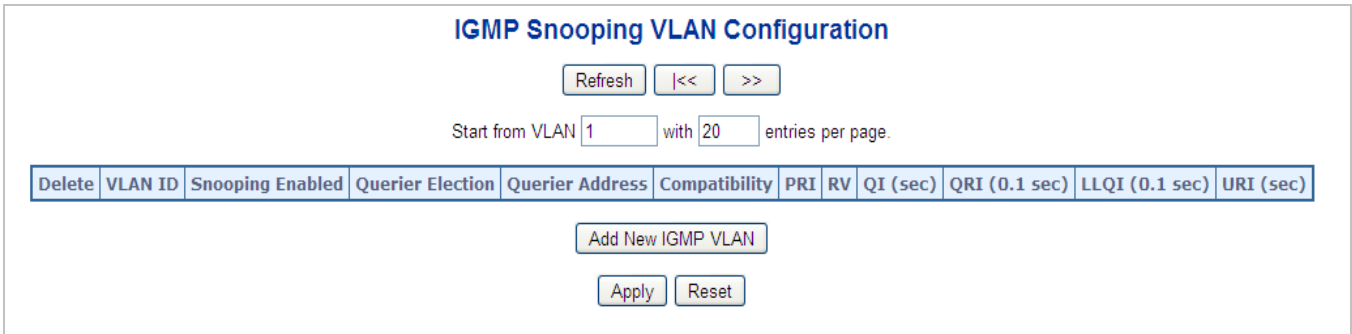 IGMP Snooping VLAN Configuration
Refresh |<< >>
Start from VLAN 1 with 20 entries per page.
Delete VLAN ID Snooping Enabled Querier Election Querier Address Compatibility PRI RV QI (sec) QRI (0.1 sec) LLQI (0.1 sec) URI (sec)
Add New IGMP VLAN
Apply Reset